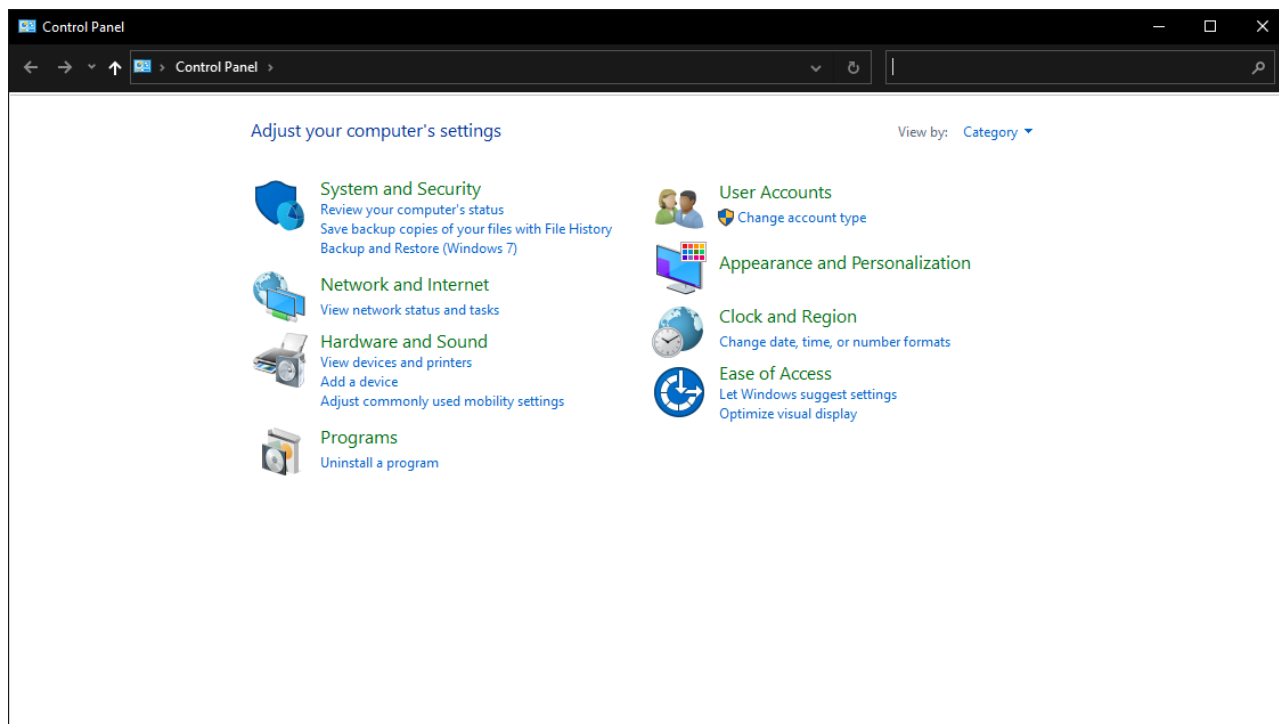 Control Panel
Control Panel
Adjust your computer's settings
View by: Category
System and Security
Review your computer's status
Save backup copies of your files with File History
Backup and Restore (Windows 7)
Network and Internet
View network status and tasks
Hardware and Sound
View devices and printers
Add a device
Adjust commonly used mobility settings
Programs
Uninstall a program
User Accounts
Change account type
Appearance and Personalization
Clock and Region
Change date, time, or number formats
Ease of Access
Let Windows suggest settings
Optimize visual display